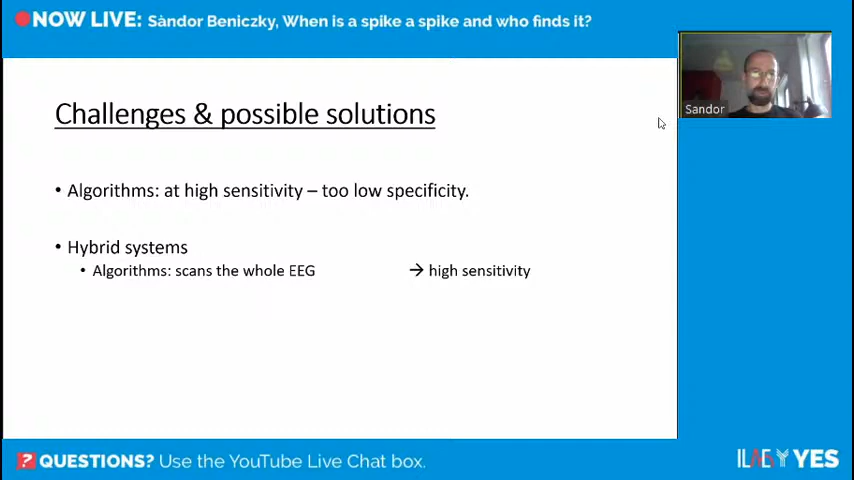 NOW LIVE: Sàndor Beniczky, When is a spike a spike and who finds it?
Sandor
Challenges & possible solutions
• Algorithms: at high sensitivity – too low specificity.
• Hybrid systems
• Algorithms: scans the whole EEG → high sensitivity
? QUESTIONS? Use the YouTube Live Chat box.
ILAE YES